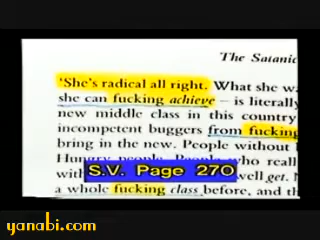 The Satanic
'She's radical all right. What she wa
she can fucking achieve – is literally
new middle class in this country
incompetent buggers from fucking
bring in the new. People without
Hungry people. People who reall
with S.V. Page 270 well get. N
a whole fucking class before, and th
yanabi.com